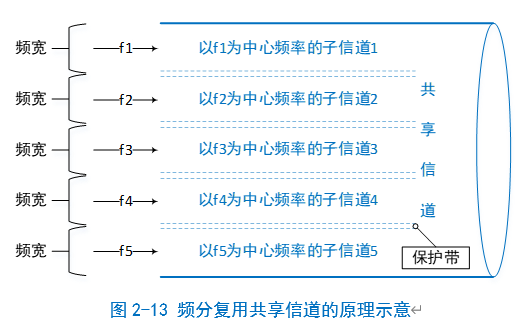 频宽 f1 以f1为中心频率的子信道1
频宽 f2 以f2为中心频率的子信道2
频宽 f3 以f3为中心频率的子信道3
频宽 f4 以f4为中心频率的子信道4
频宽 f5 以f5为中心频率的子信道5
共
享
信
道
保护带
图 2-13 频分复用共享信道的原理示意↵